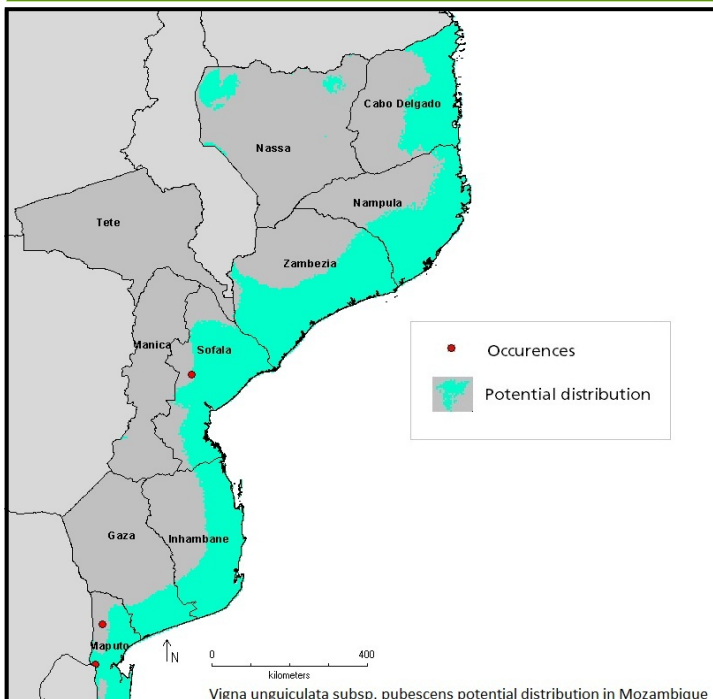 Cabo Delgado
Nassa
Nampula
Tete
Zambezia
Manica
Sofala
Occurences
Potential distribution
Gaza
Inhambane
Maputo
N
0 400
kilometers
Vigna unguiculata subsp. pubescens potential distribution in Mozambique